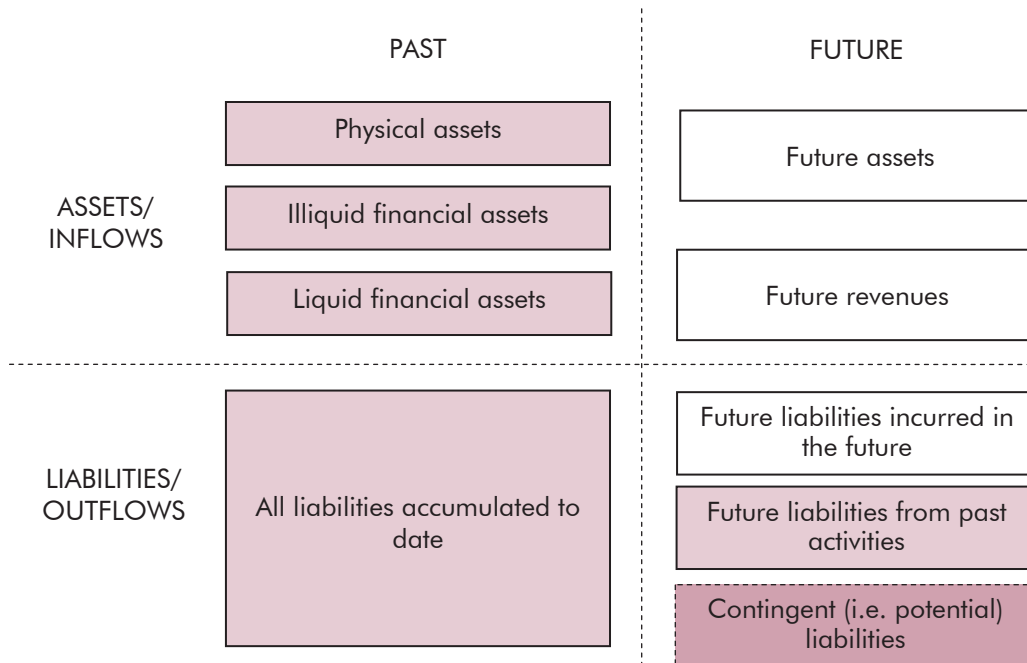 PAST
FUTURE
Physical assets
Future assets
ASSETS/
INFLOWS
Illiquid financial assets
Liquid financial assets
Future revenues
LIABILITIES/
OUTFLOWS
All liabilities accumulated to
date
Future liabilities incurred in
the future
Future liabilities from past
activities
Contingent (i.e. potential)
liabilities